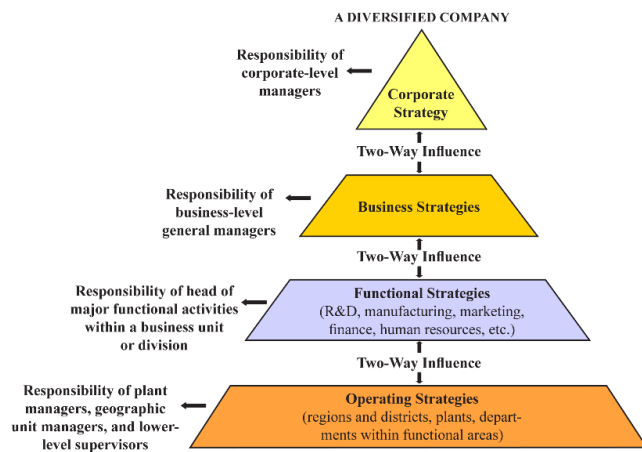 A DIVERSIFIED COMPANY
Responsibility of
corporate-level
managers
Corporate
Strategy
Two-Way Influence
Responsibility of
business-level
general managers
Business Strategies
Two-Way Influence
Responsibility of head of
major functional activities
within a business unit
or division
Functional Strategies
(R&D, manufacturing, marketing,
finance, human resources, etc.)
Two-Way Influence
Responsibility of plant
managers, geographic
unit managers, and lower-
level supervisors
Operating Strategies
(regions and districts, plants, depart-
ments within functional areas)